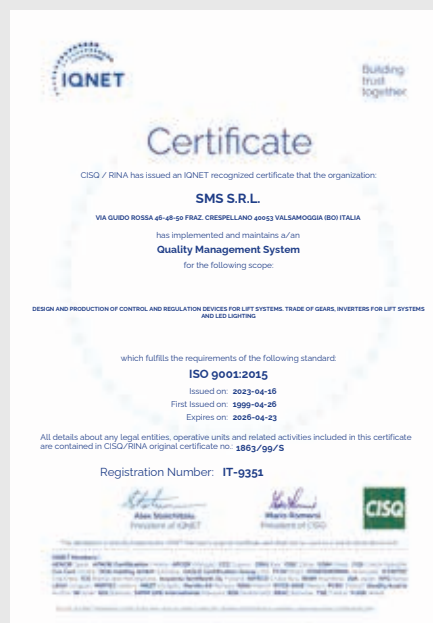 IQNET
Building
trust
together.
Certificate
CISQ / RINA has issued an IQNET recognized certificate that the organization:
SMS S.R.L.
VIA GUIDO ROSSA 46-48-50 FRAZ. CRESPELLANO 40053 VALSAMOGGIA (BO) ITALIA
has implemented and maintains a/an
Quality Management System
for the following scope:
DESIGN AND PRODUCTION OF CONTROL AND REGULATION DEVICES FOR LIFT SYSTEMS. TRADE OF GEARS, INVERTERS FOR LIFT SYSTEMS
AND LED LIGHTING
which fulfills the requirements of the following standard:
ISO 9001:2015
Issued on: 2023-04-16
First Issued on: 1999-04-26
Expires on: 2026-04-23
All details about any legal entities, operative units and related activities included in this certificate
are contained in CISQ/RINA original certificate no.: 1863/99/S
Registration Number: IT-9351
Alex Stoichitoiu
President of IQNET
Mario Romersi
President of CISQ
CISQ
IQNET Members: